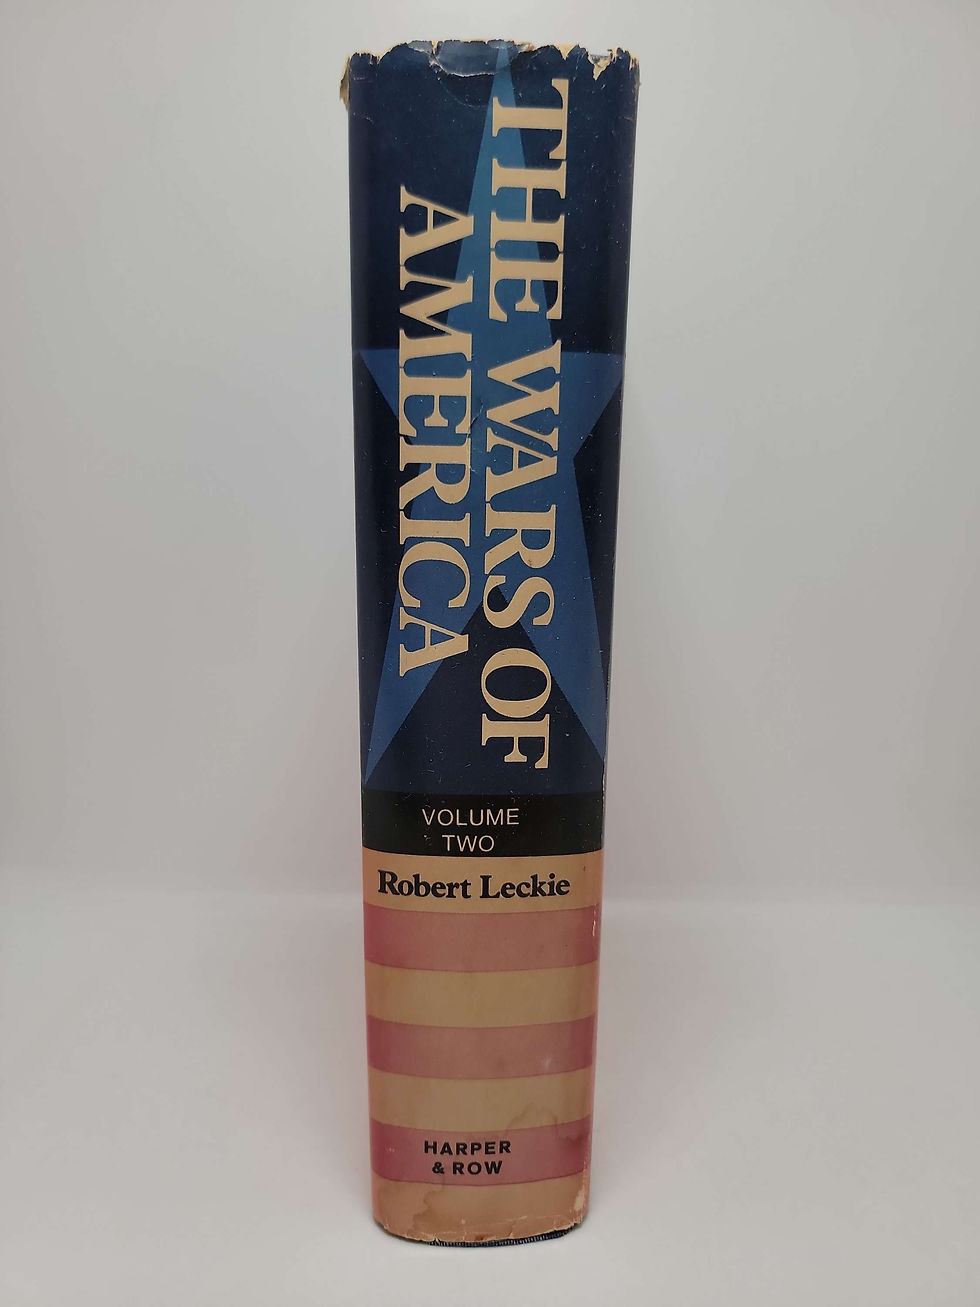 THE WARS OF
AMERICA
VOLUME
TWO
Robert Leckie
HARPER
& ROW